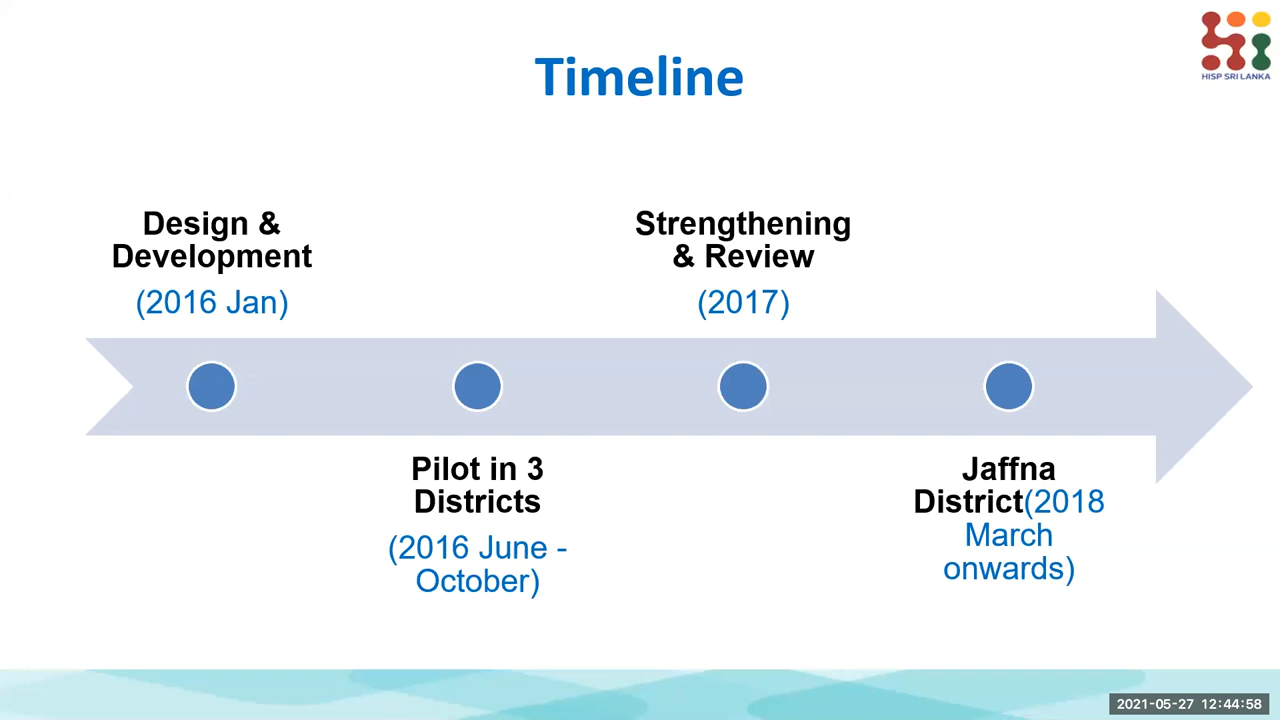 HISP SRI LANKA
Timeline
Design &
Development
(2016 Jan)
Strengthening
& Review
(2017)
Pilot in 3
Districts
(2016 June -
October)
Jaffna
District(2018
March
onwards)
2021-05-27 12:44:58